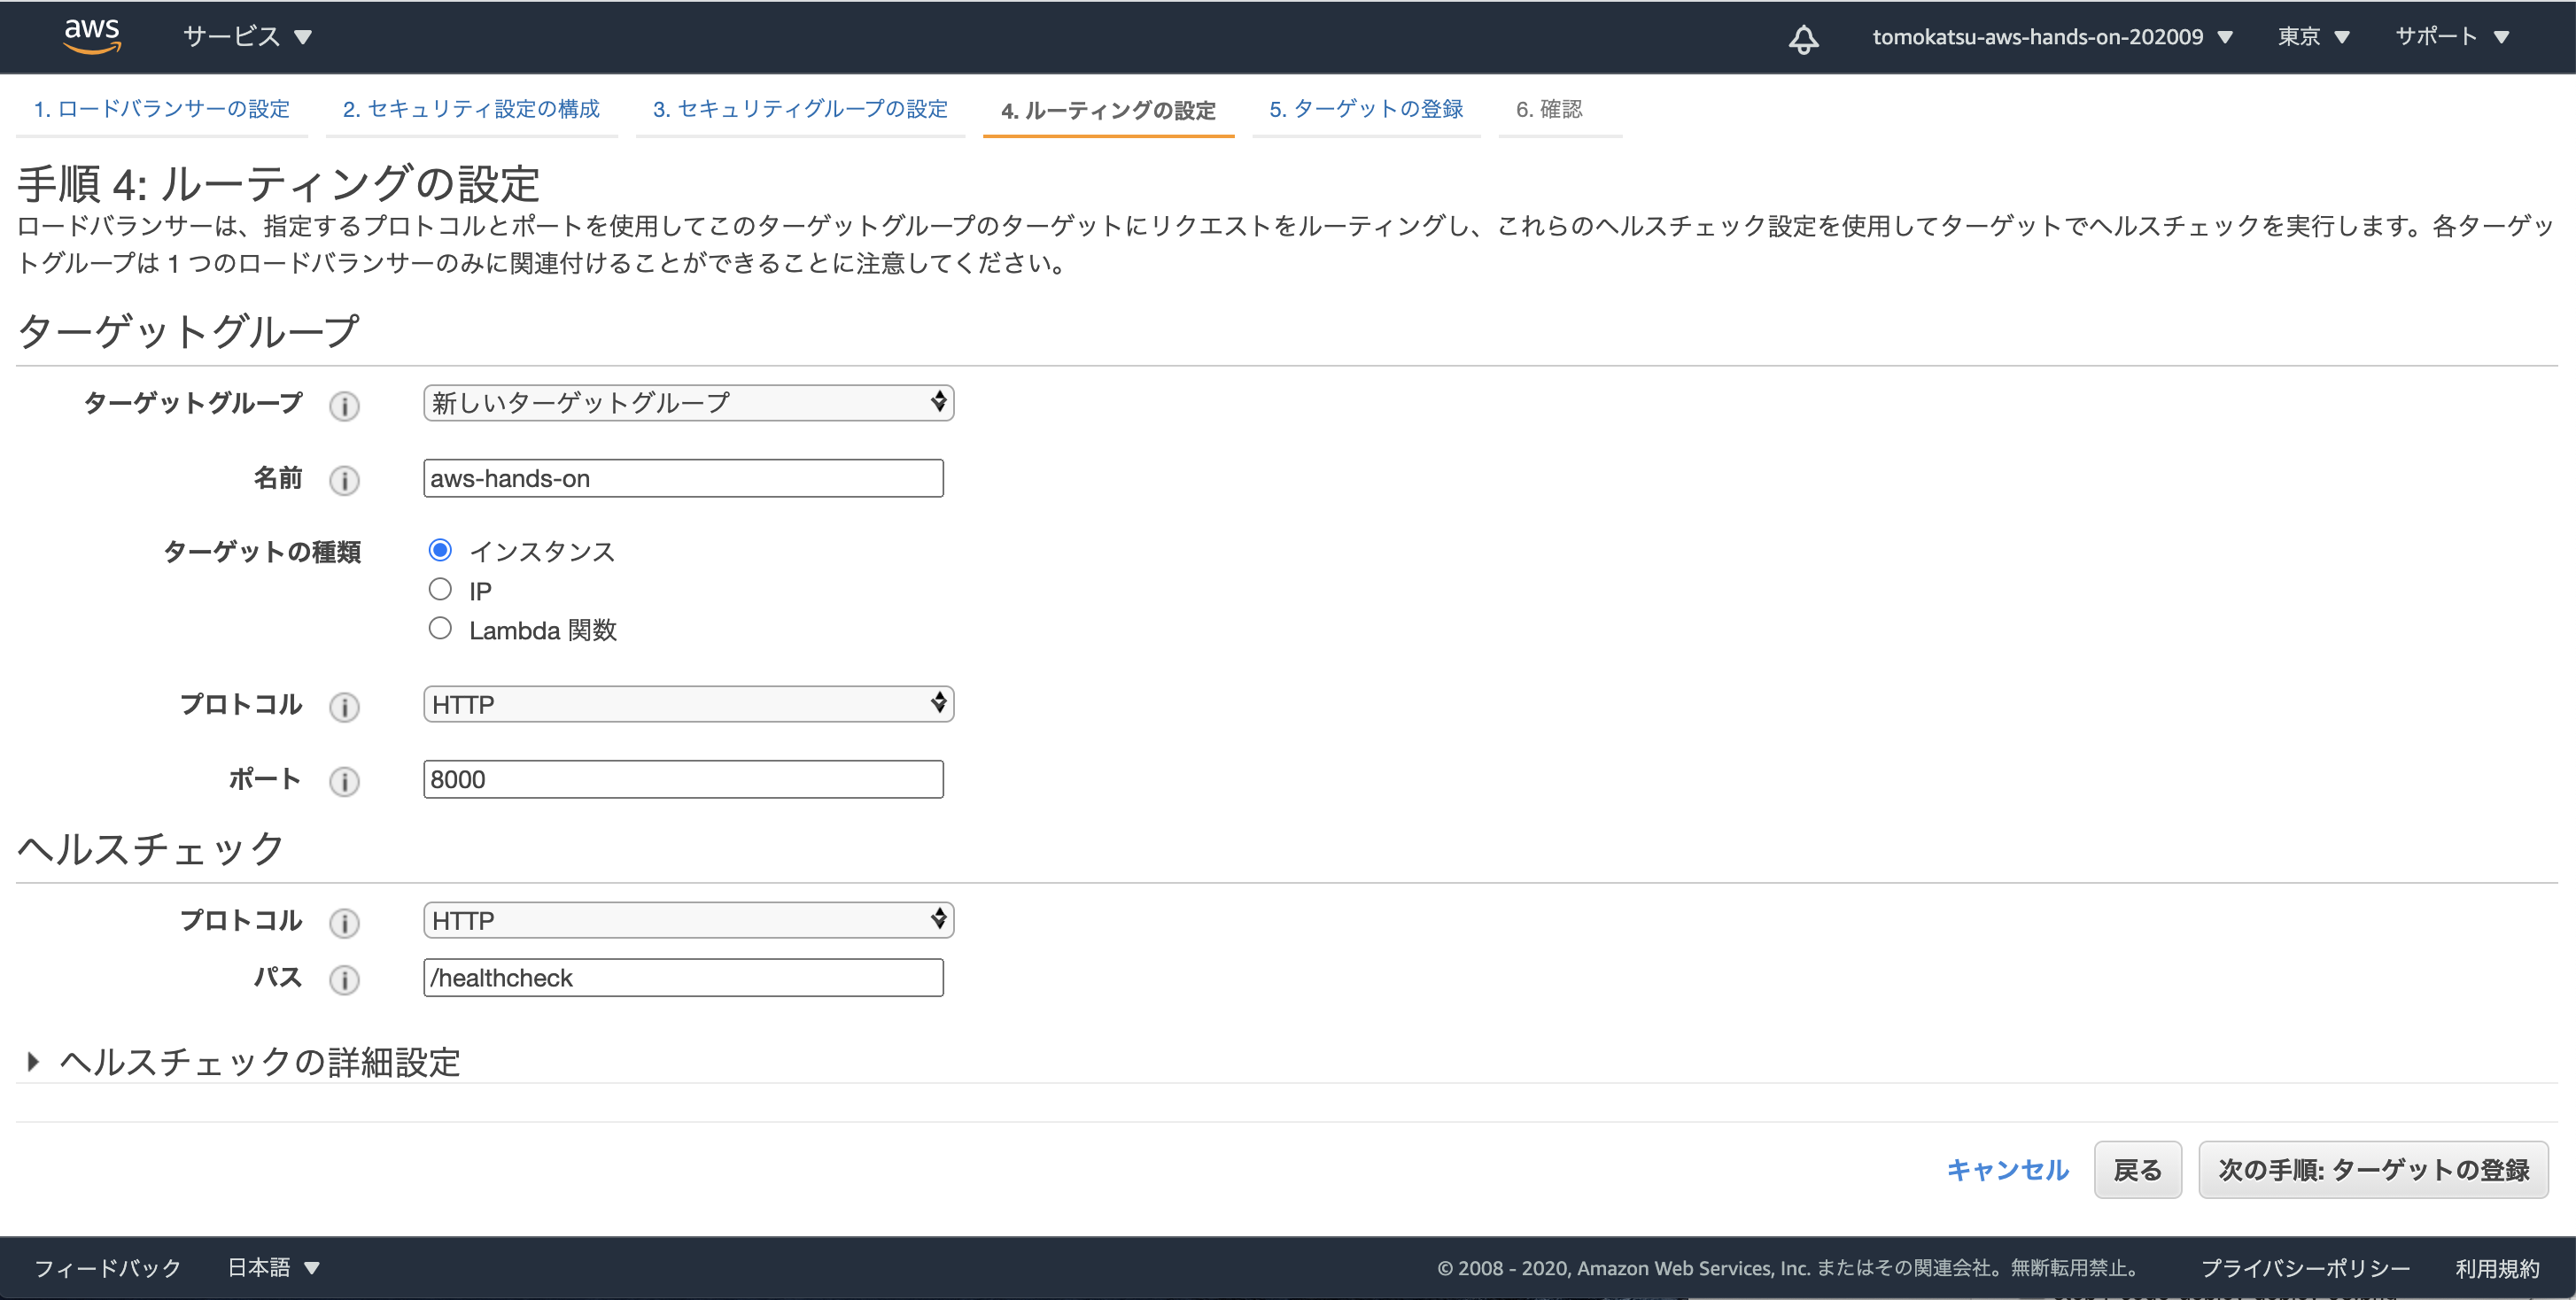 aws サービス tomokatsu-aws-hands-on-202009 東京 サポート
1. ロードバランサーの設定 2. セキュリティ設定の構成 3. セキュリティグループの設定 4. ルーティングの設定 5. ターゲットの登録 6. 確認
手順 4: ルーティングの設定
ロードバランサーは、指定するプロトコルとポートを使用してこのターゲットグループのターゲットにリクエストをルーティングし、これらのヘルスチェック設定を使用してターゲットでヘルスチェックを実行します。各ターゲッ
トグループは 1 つのロードバランサーのみに関連付けることができることに注意してください。
ターゲットグループ
ターゲットグループ 新しいターゲットグループ
名前 aws-hands-on
ターゲットの種類 インスタンス
IP
Lambda 関数
プロトコル HTTP
ポート 8000
ヘルスチェック
プロトコル HTTP
パス /healthcheck
ヘルスチェックの詳細設定
キャンセル 戻る 次の手順: ターゲットの登録
フィードバック 日本語 © 2008 - 2020, Amazon Web Services, Inc. またはその関連会社。無断転用禁止。 プライバシーポリシー 利用規約